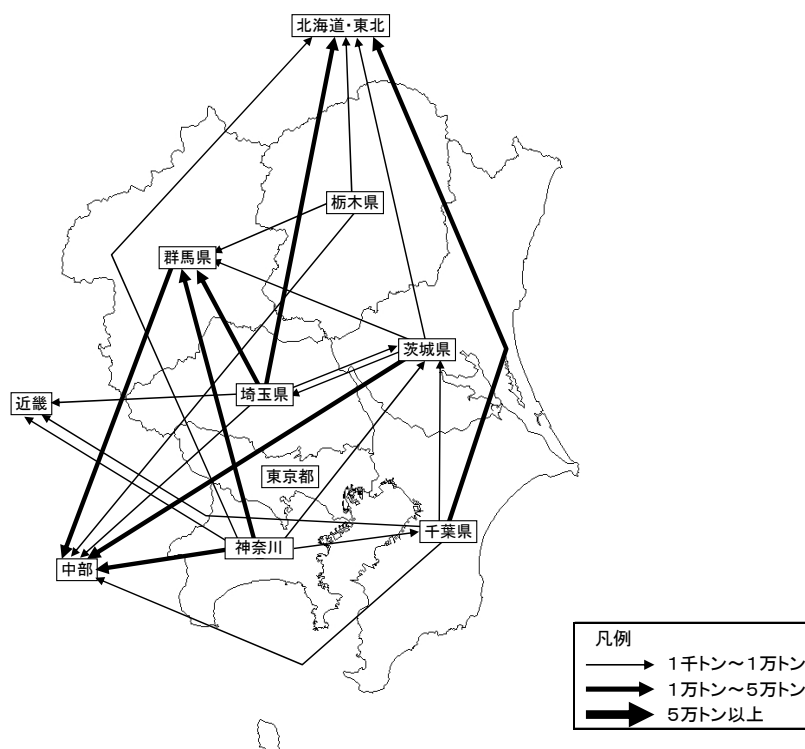 北海道・東北
栃木県
群馬県
茨城県
埼玉県
近畿
東京都
千葉県
神奈川
中部
凡例
1千トン～1万トン
1万トン～5万トン
5万トン以上